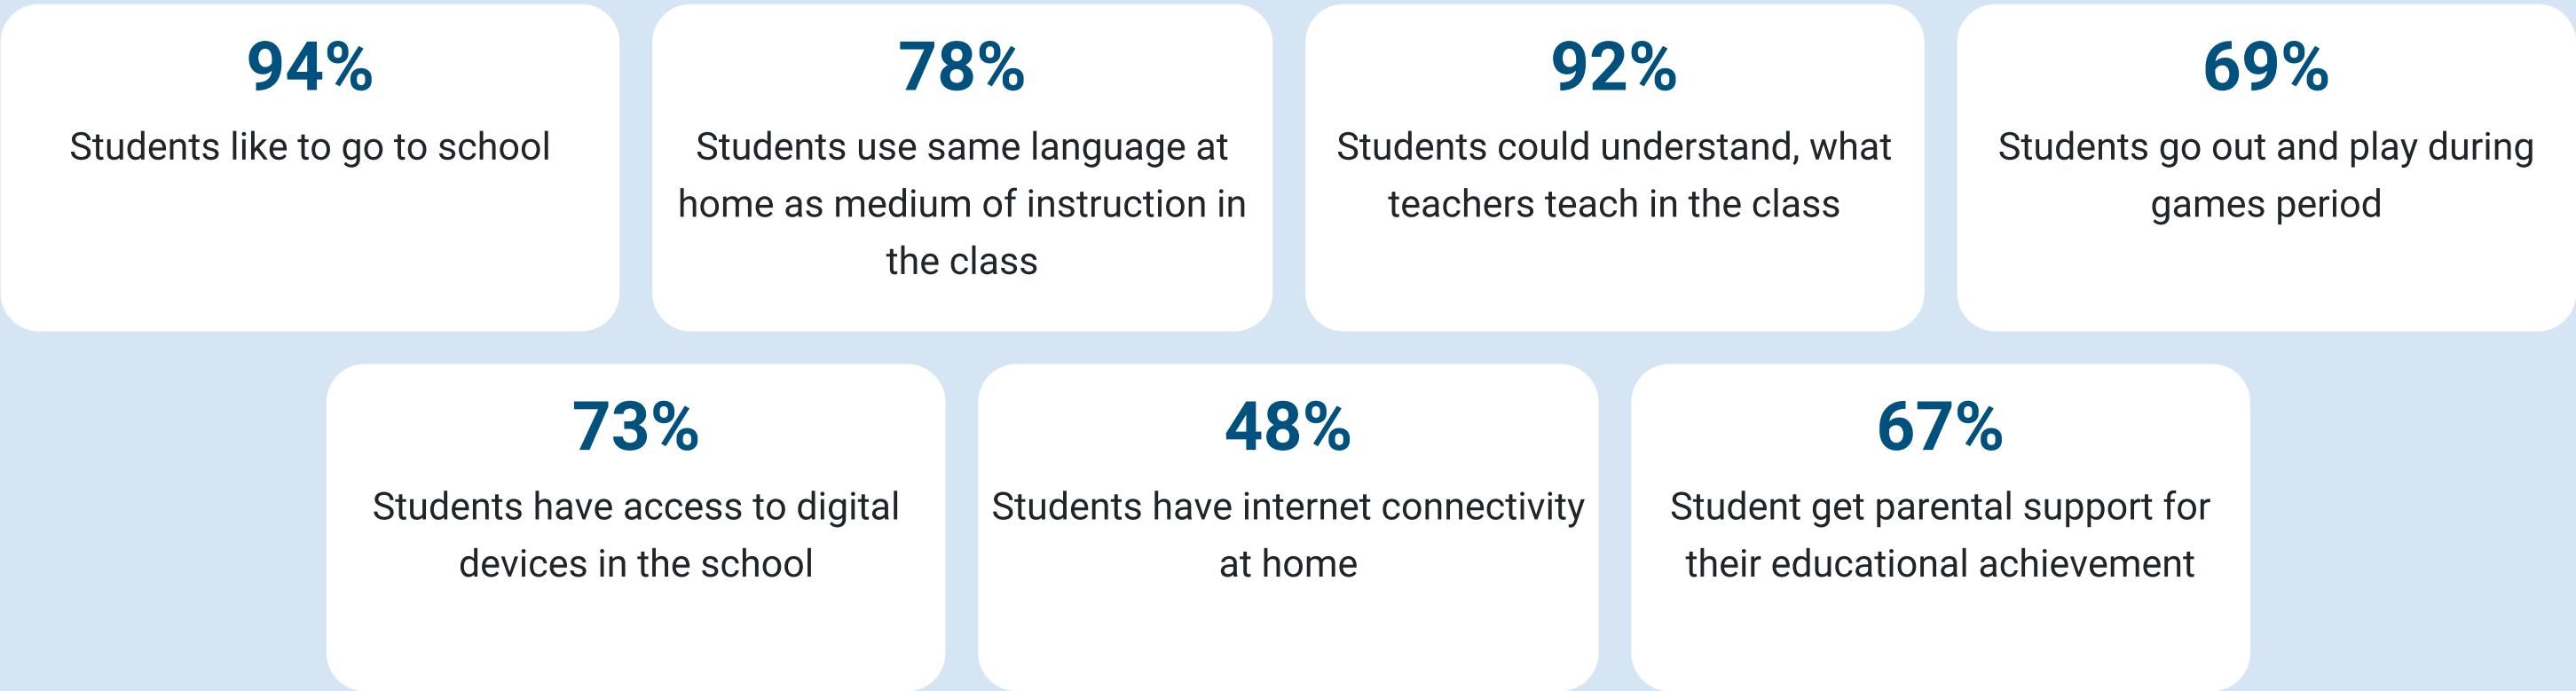 94%
Students like to go to school
78%
Students use same language at
home as medium of instruction in
the class
92%
Students could understand, what
teachers teach in the class
69%
Students go out and play during
games period
73%
Students have access to digital
devices in the school
48%
Students have internet connectivity
at home
67%
Student get parental support for
their educational achievement